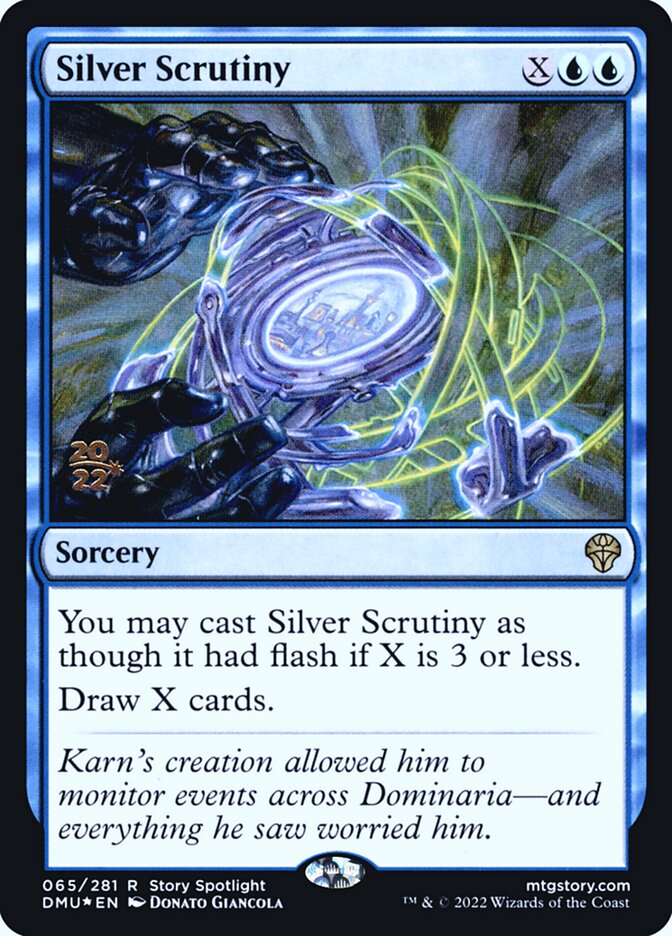 Silver Scrutiny X
20
22
Sorcery
You may cast Silver Scrutiny as
though it had flash if X is 3 or less.
Draw X cards.
Karn's creation allowed him to
monitor events across Dominaria—and
everything he saw worried him.
065/281 R Story Spotlight mtgstory.com
DMU★EN Donato Giancola ™ & © 2022 Wizards of the Coast